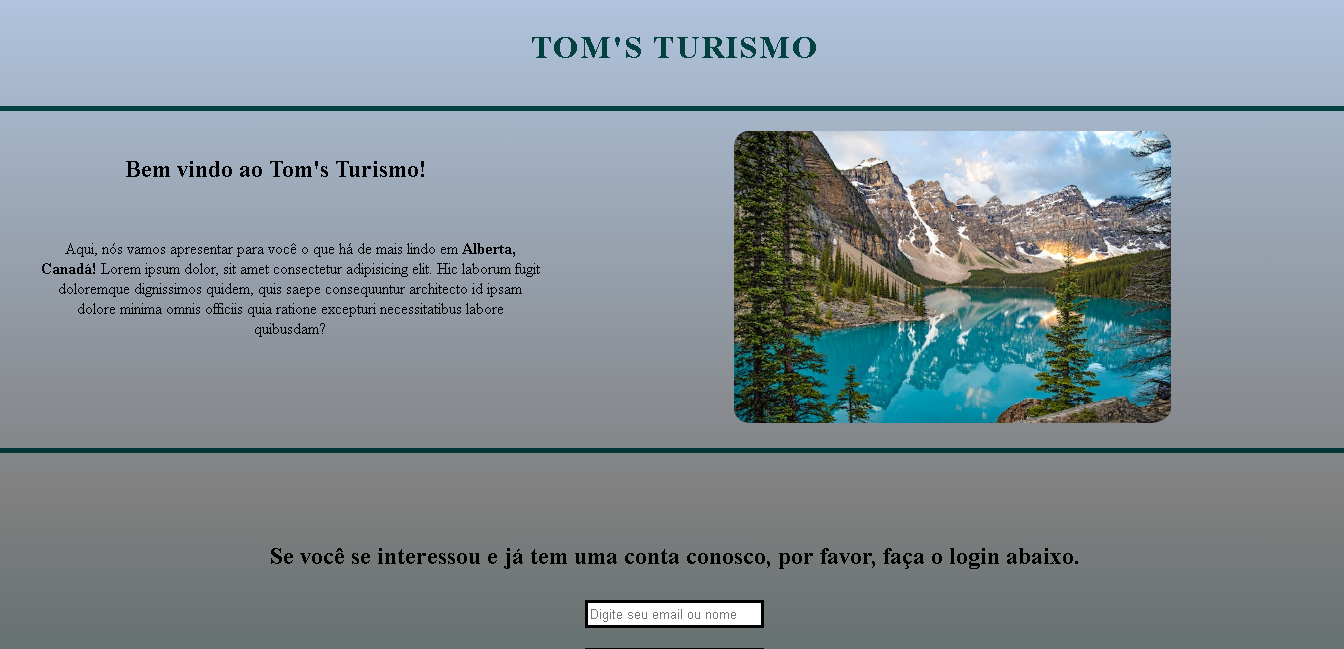 TOM'S TURISMO
Bem vindo ao Tom's Turismo!
Aqui, nós vamos apresentar para você o que há de mais lindo em Alberta,
Canadá! Lorem ipsum dolor, sit amet consectetur adipisicing elit. Hic laborum fugit
doloremque dignissimos quidem, quis saepe consequuntur architecto id ipsam
dolore minima omnis officiis quia ratione excepturi necessitatibus labore
quibusdam?
Se você se interessou e já tem uma conta conosco, por favor, faça o login abaixo.
Digite seu email ou nome